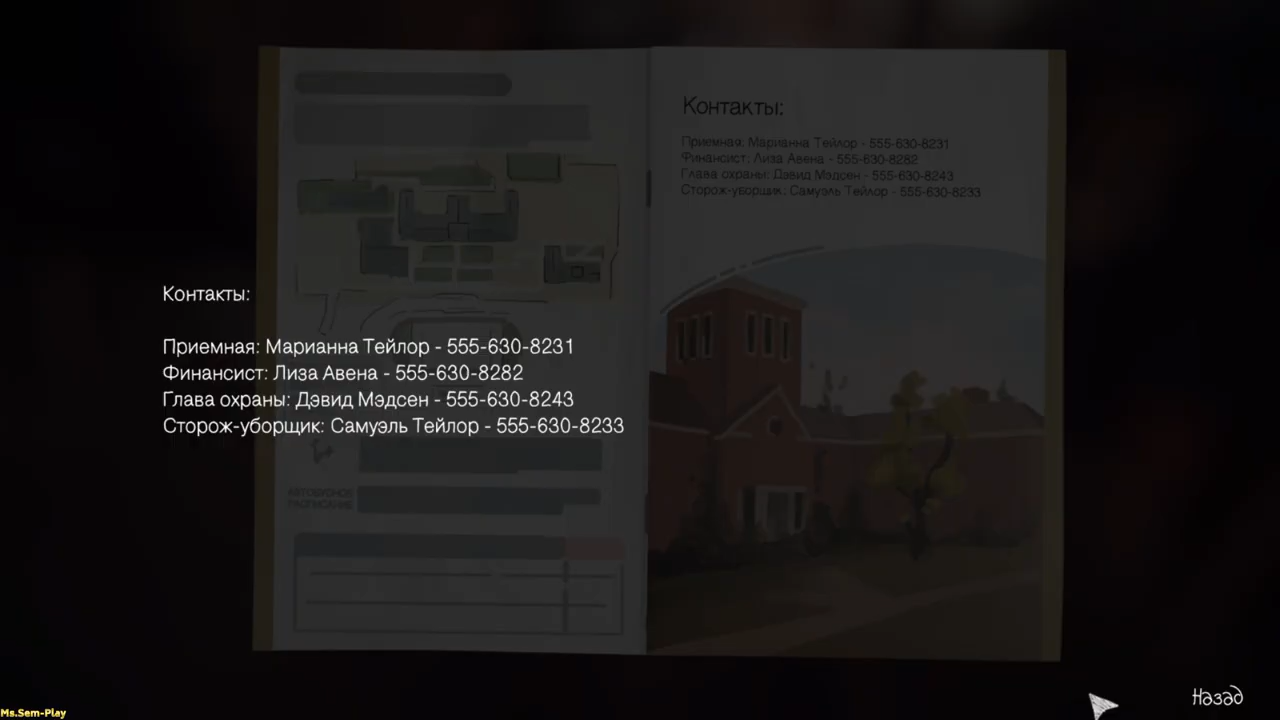 Контакты:
Приемная: Марианна Тейлор - 555-630-8231
Финансист: Лиза Авена - 555-630-8282
Глава охраны: Дэвид Мэдсен - 555-630-8243
Сторож-уборщик: Самуэль Тейлор - 555-630-8233
Контакты:
Приемная: Марианна Тейлор - 555-630-8231
Финансист: Лиза Авена - 555-630-8282
Глава охраны: Дэвид Мэдсен - 555-630-8243
Сторож-уборщик: Самуэль Тейлор - 555-630-8233
АВТОБУСНОЕ
РАСПИСАНИЕ
Назад
Ms.Sem-Play